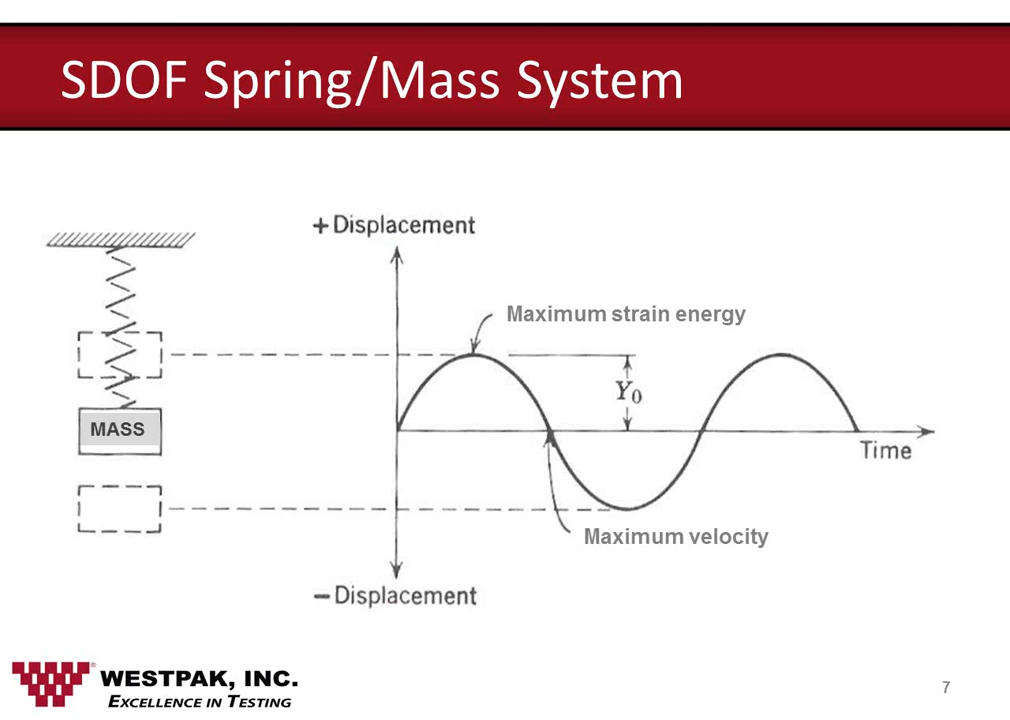 SDOF Spring/Mass System
+ Displacement
Maximum strain energy
Y₀
MASS
Time
Maximum velocity
− Displacement
WESTPAK, INC.®
EXCELLENCE IN TESTING
7